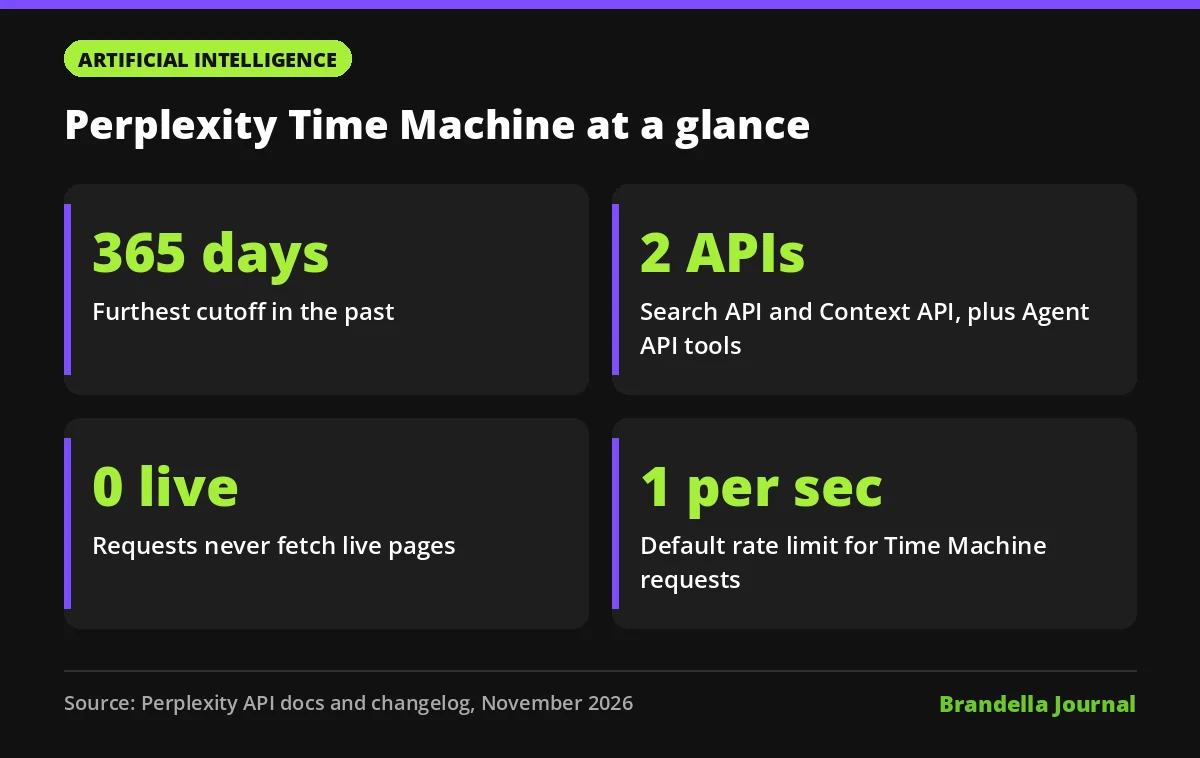 ARTIFICIAL INTELLIGENCE
Perplexity Time Machine at a glance
365 days
Furthest cutoff in the past
2 APIs
Search API and Context API, plus Agent
API tools
0 live
Requests never fetch live pages
1 per sec
Default rate limit for Time Machine
requests
Source: Perplexity API docs and changelog, November 2026
Brandella Journal